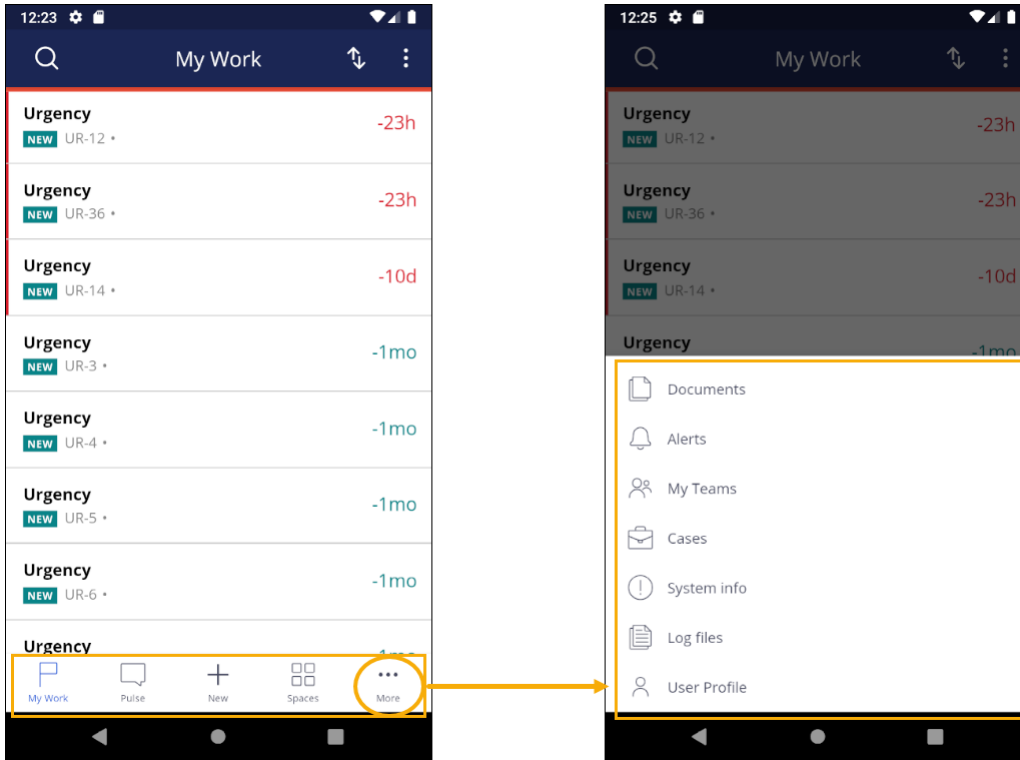 12:23
My Work
Urgency
-23h
NEW UR-12 •
Urgency
-23h
NEW UR-36 •
Urgency
-10d
NEW UR-14 •
Urgency
-1mo
NEW UR-3 •
Urgency
-1mo
NEW UR-4 •
Urgency
-1mo
NEW UR-5 •
Urgency
-1mo
NEW UR-6 •
Urgency
-1mo
My Work
Pulse
New
Spaces
More
12:25
My Work
Urgency
-23h
NEW UR-12 •
Urgency
-23h
NEW UR-36 •
Urgency
-10d
NEW UR-14 •
Urgency
-1mo
Documents
Alerts
My Teams
Cases
System info
Log files
User Profile